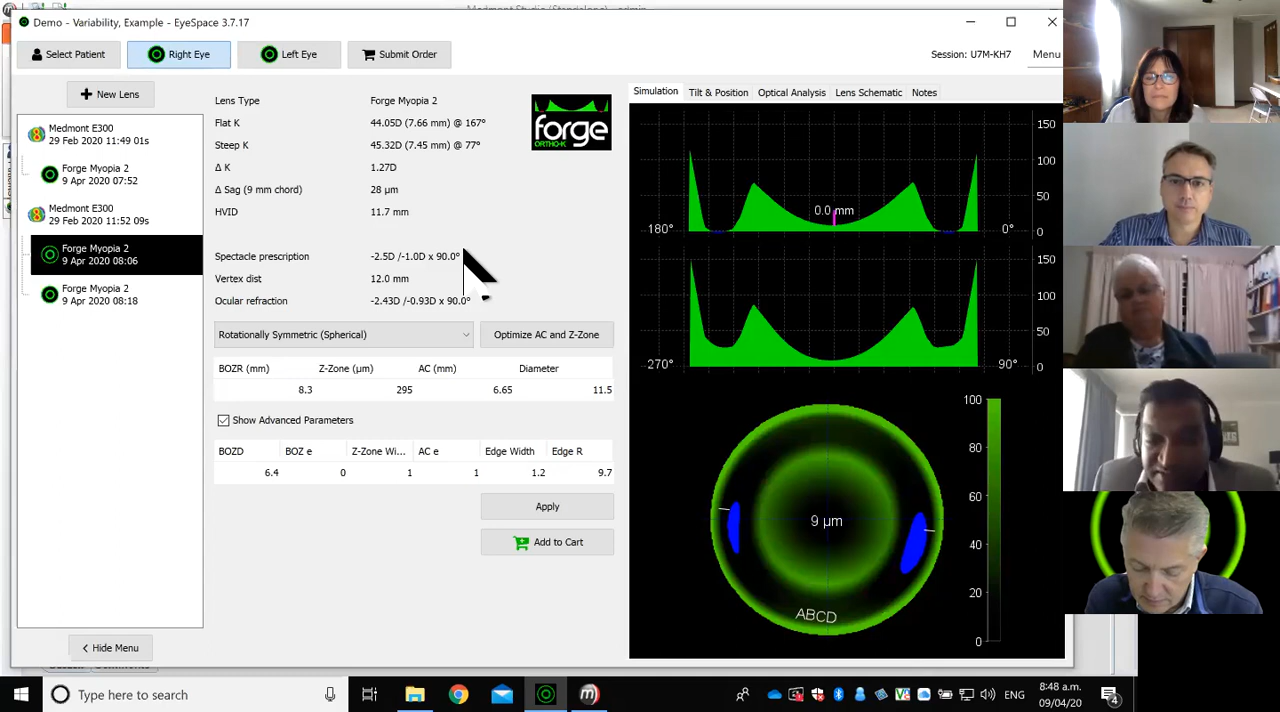 Demo - Variability, Example - EyeSpace 3.7.17
Select Patient
Right Eye
Left Eye
Submit Order
Session: U7M-KH7
Menu
New Lens
Medmont E300
29 Feb 2020 11:49 01s
Forge Myopia 2
9 Apr 2020 07:52
Medmont E300
29 Feb 2020 11:52 09s
Forge Myopia 2
9 Apr 2020 08:06
Forge Myopia 2
9 Apr 2020 08:18
Hide Menu
Lens Type Forge Myopia 2
Flat K 44.05D (7.66 mm) @ 167°
Steep K 45.32D (7.45 mm) @ 77°
Δ K 1.27D
Δ Sag (9 mm chord) 28 µm
HVID 11.7 mm
forge
ORTHO-K
Spectacle prescription -2.5D /-1.0D x 90.0°
Vertex dist 12.0 mm
Ocular refraction -2.43D /-0.93D x 90.0°
Rotationally Symmetric (Spherical)
Optimize AC and Z-Zone
BOZR (mm) Z-Zone (µm) AC (mm) Diameter
8.3 295 6.65 11.5
Show Advanced Parameters
BOZD BOZ e Z-Zone Wi... AC e Edge Width Edge R
6.4 0 1 1 1.2 9.7
Apply
Add to Cart
Simulation Tilt & Position Optical Analysis Lens Schematic Notes
150
100
50
0
0.0 mm
180° 0°
150
100
50
0
270° 90°
100
80
60
40
20
0
9 µm
ABCD
Type here to search
ENG
8:48 a.m.
09/04/20
4